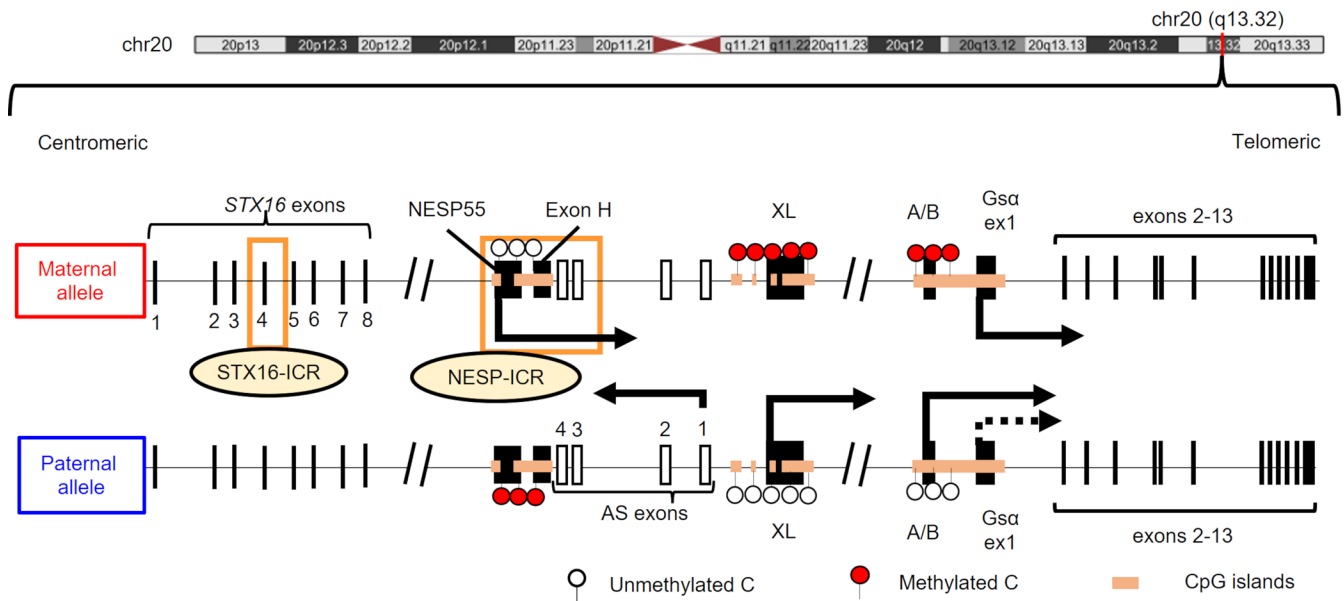 chr20 (q13.32)
chr20 20p13 20p12.3 20p12.2 20p12.1 20p11.23 20p11.21 q11.21 q11.22 20q11.23 20q12 20q13.12 20q13.13 20q13.2 13.32 20q13.33
Centromeric Telomeric
STX16 exons NESP55 Exon H XL A/B Gsα
ex1 exons 2-13
Maternal
allele
1 2 3 4 5 6 7 8
STX16-ICR NESP-ICR
4 3 2 1
Paternal
allele
AS exons XL A/B Gsα
ex1 exons 2-13
Unmethylated C Methylated C CpG islands